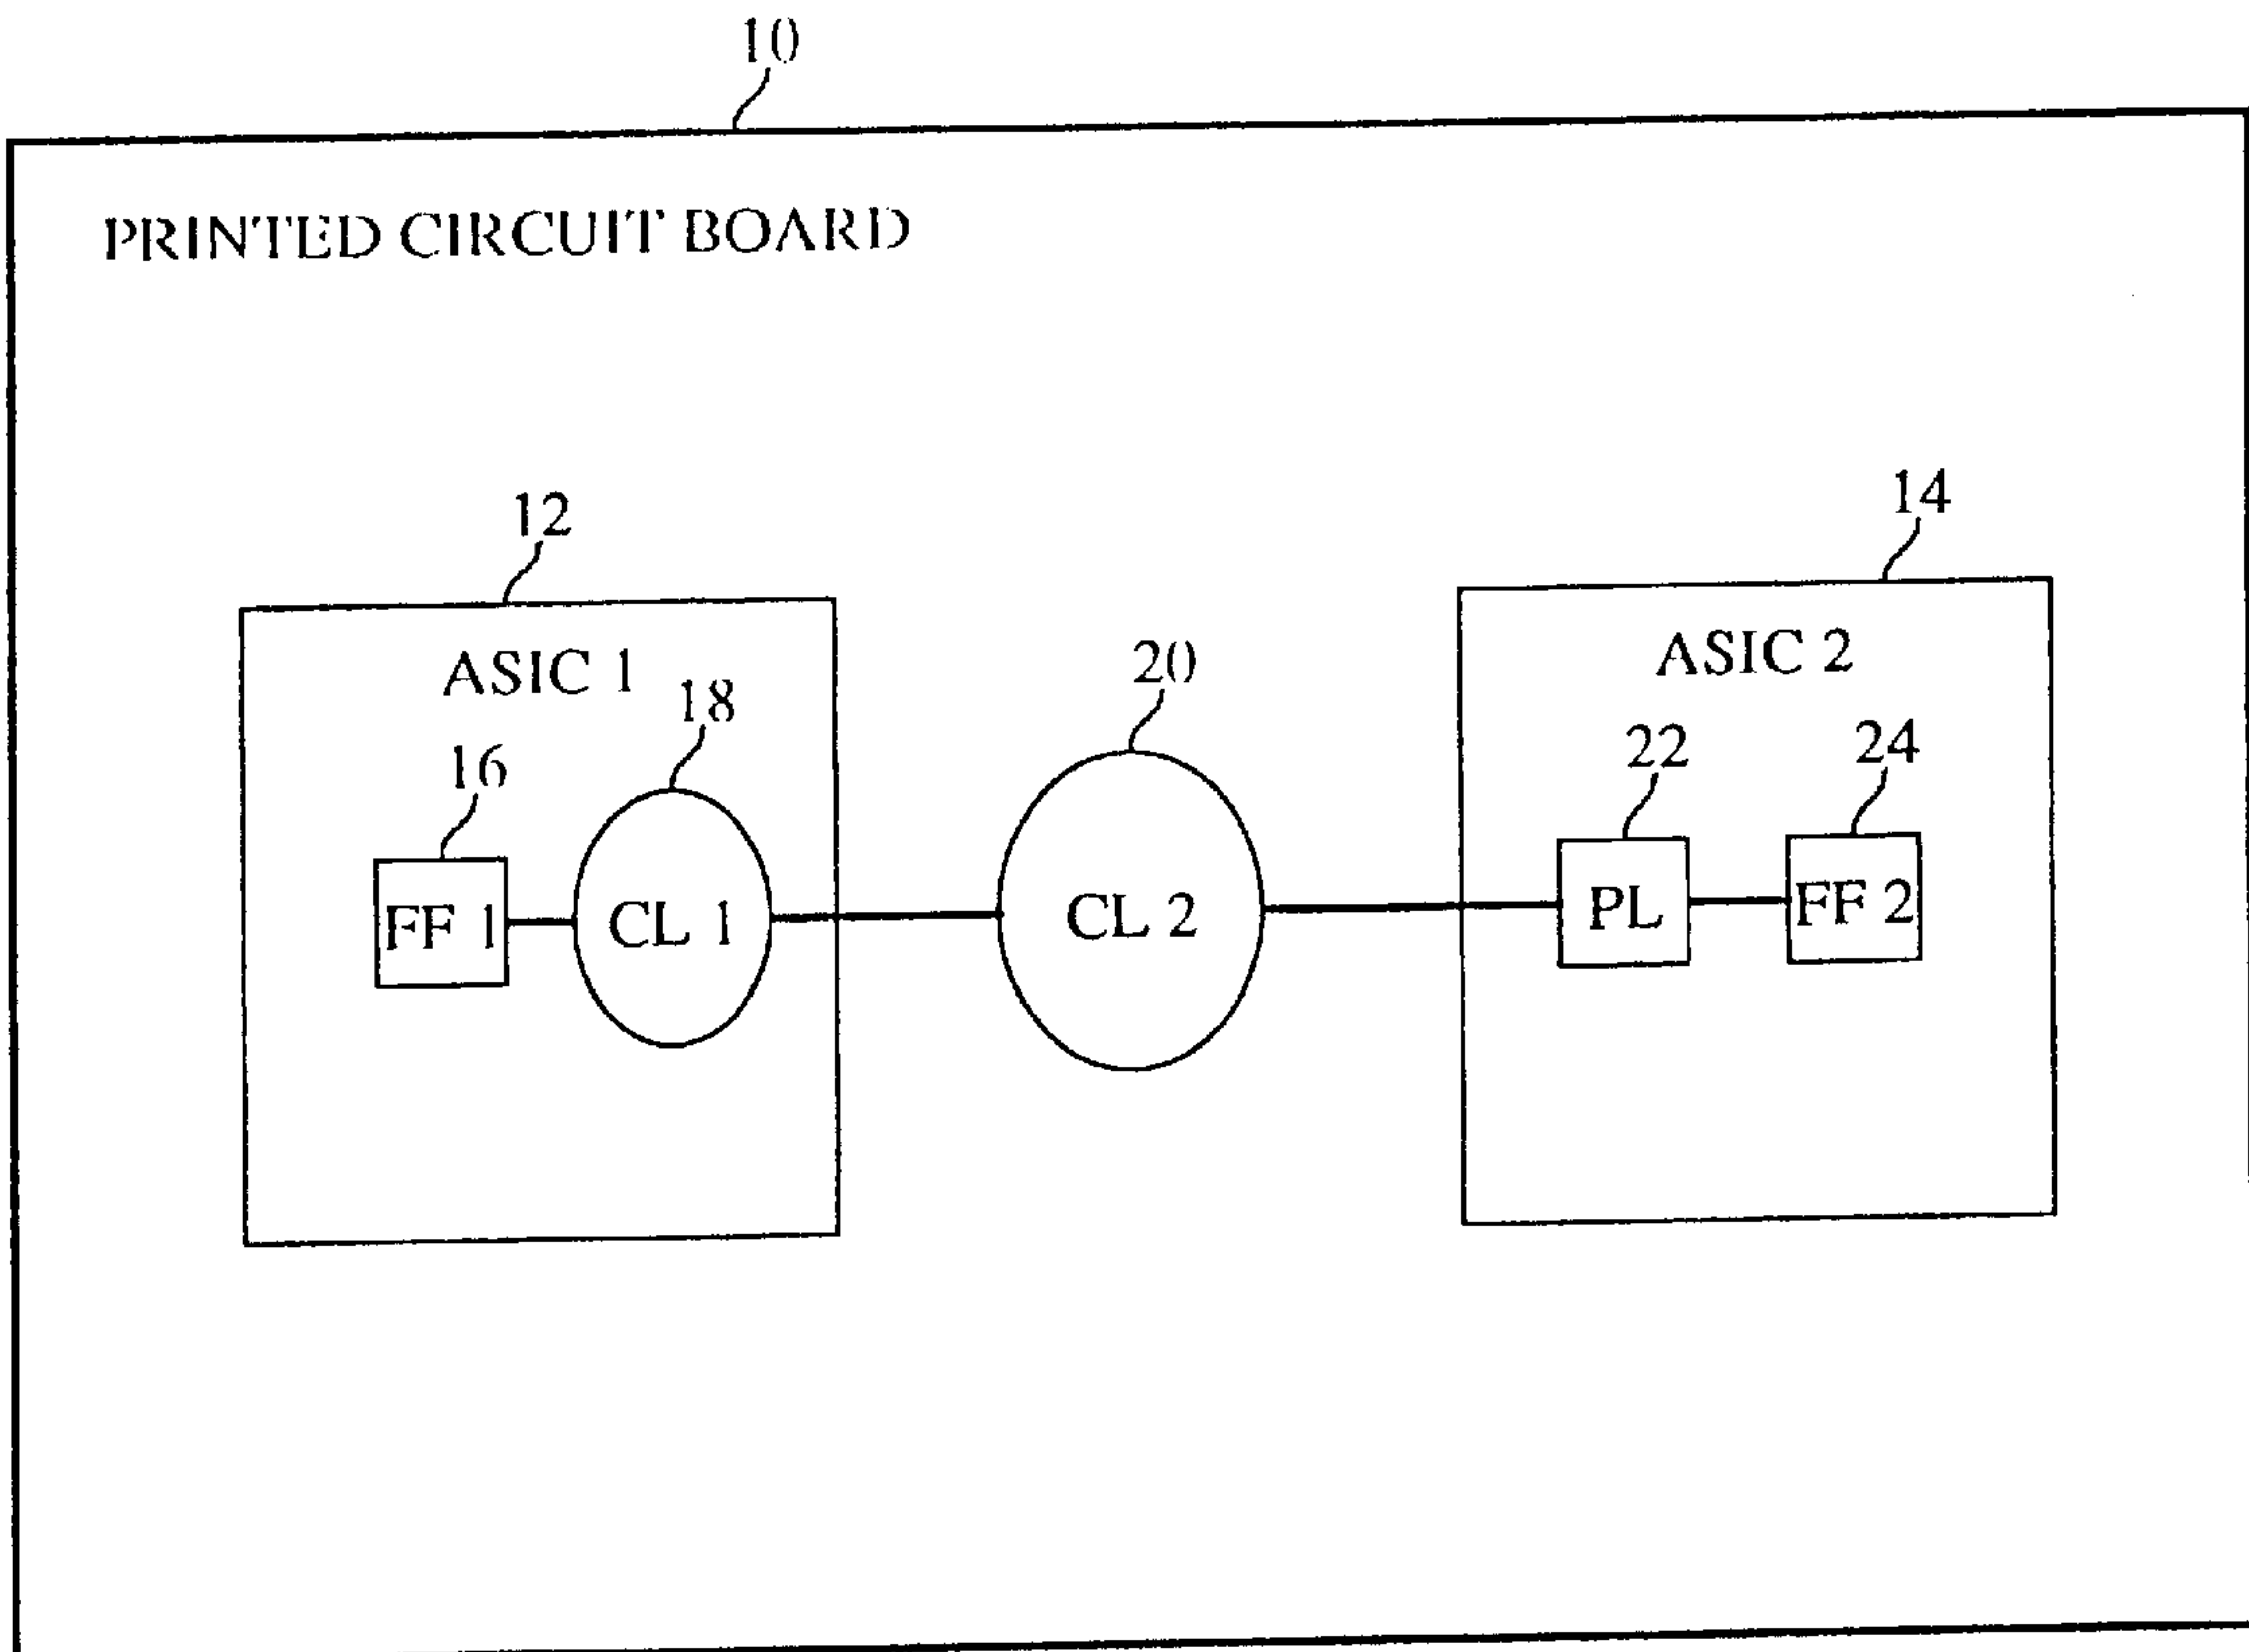 10
PRINTED CIRCUIT BOARD
12
14
ASIC 1
ASIC 2
18
20
16
22
24
FF 1
CL 1
CL 2
PL
FF 2